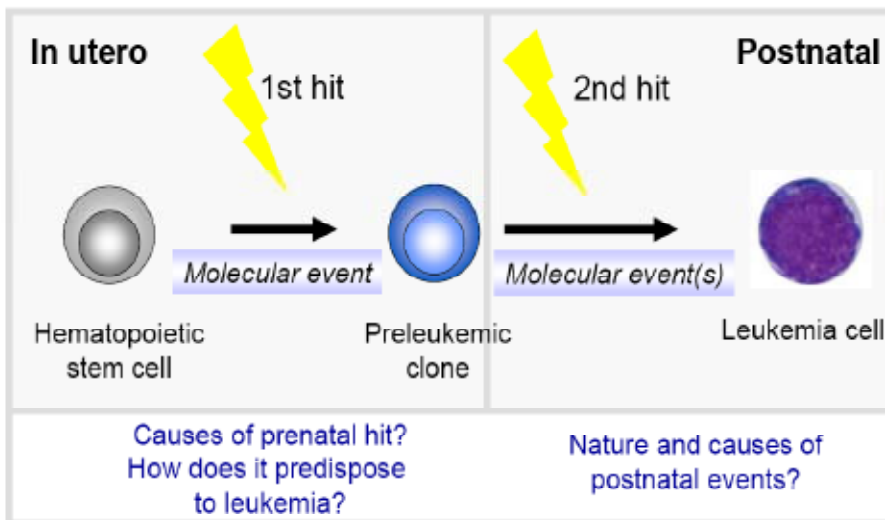 In utero
Postnatal
1st hit
2nd hit
Molecular event
Molecular event(s)
Hematopoietic
stem cell
Preleukemic
clone
Leukemia cell
Causes of prenatal hit?
How does it predispose
to leukemia?
Nature and causes of
postnatal events?